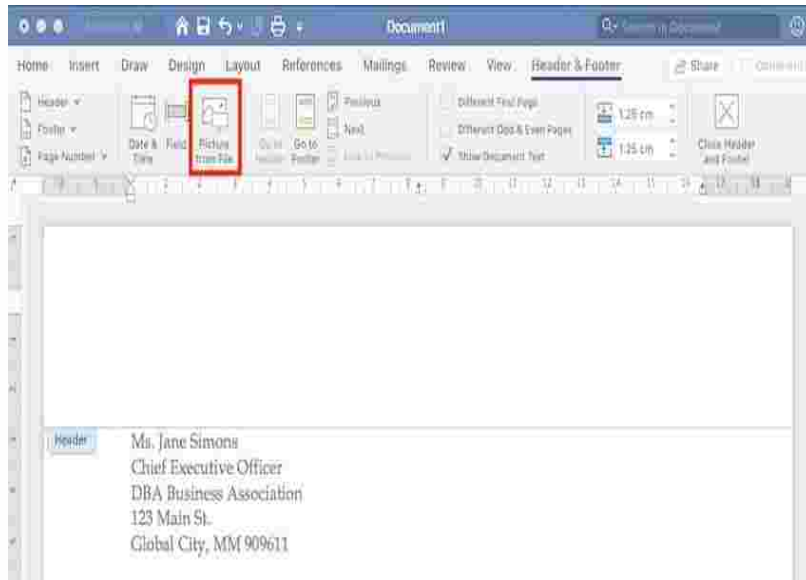 Document1
Home Insert Draw Design Layout References Mailings Review View Header & Footer Share
Header
Footer
Page Number
Date & Time
Field
Picture from File
Go to Footer
Previous
Next
Different First Page
Different Odd & Even Pages
Show Document Text
1.25 cm
1.25 cm
Close Header and Footer
Header
Ms. Jane Simons
Chief Executive Officer
DBA Business Association
123 Main St.
Global City, MM 909611